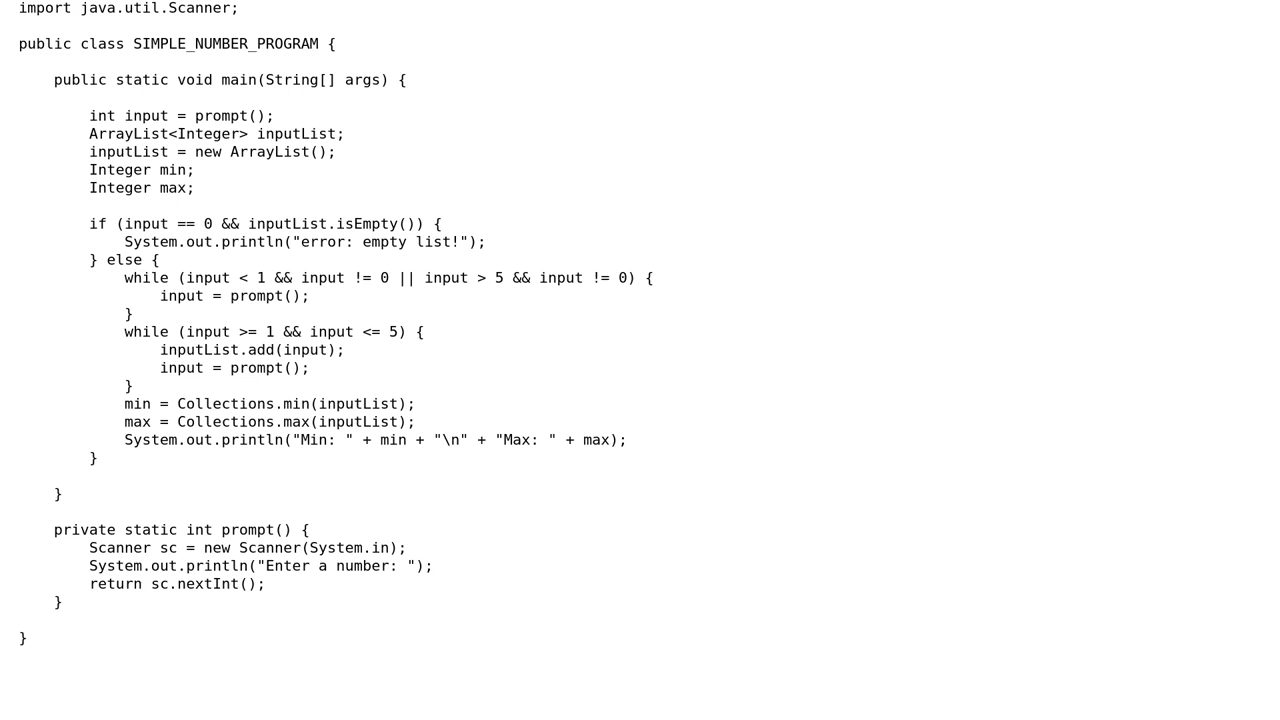 import java.util.Scanner;
public class SIMPLE_NUMBER_PROGRAM {
public static void main(String[] args) {
int input = prompt();
ArrayList<Integer> inputList;
inputList = new ArrayList();
Integer min;
Integer max;
if (input == 0 && inputList.isEmpty()) {
System.out.println("error: empty list!");
} else {
while (input < 1 && input != 0 || input > 5 && input != 0) {
input = prompt();
}
while (input >= 1 && input <= 5) {
inputList.add(input);
input = prompt();
}
min = Collections.min(inputList);
max = Collections.max(inputList);
System.out.println("Min: " + min + "\n" + "Max: " + max);
}
}
private static int prompt() {
Scanner sc = new Scanner(System.in);
System.out.println("Enter a number: ");
return sc.nextInt();
}
}